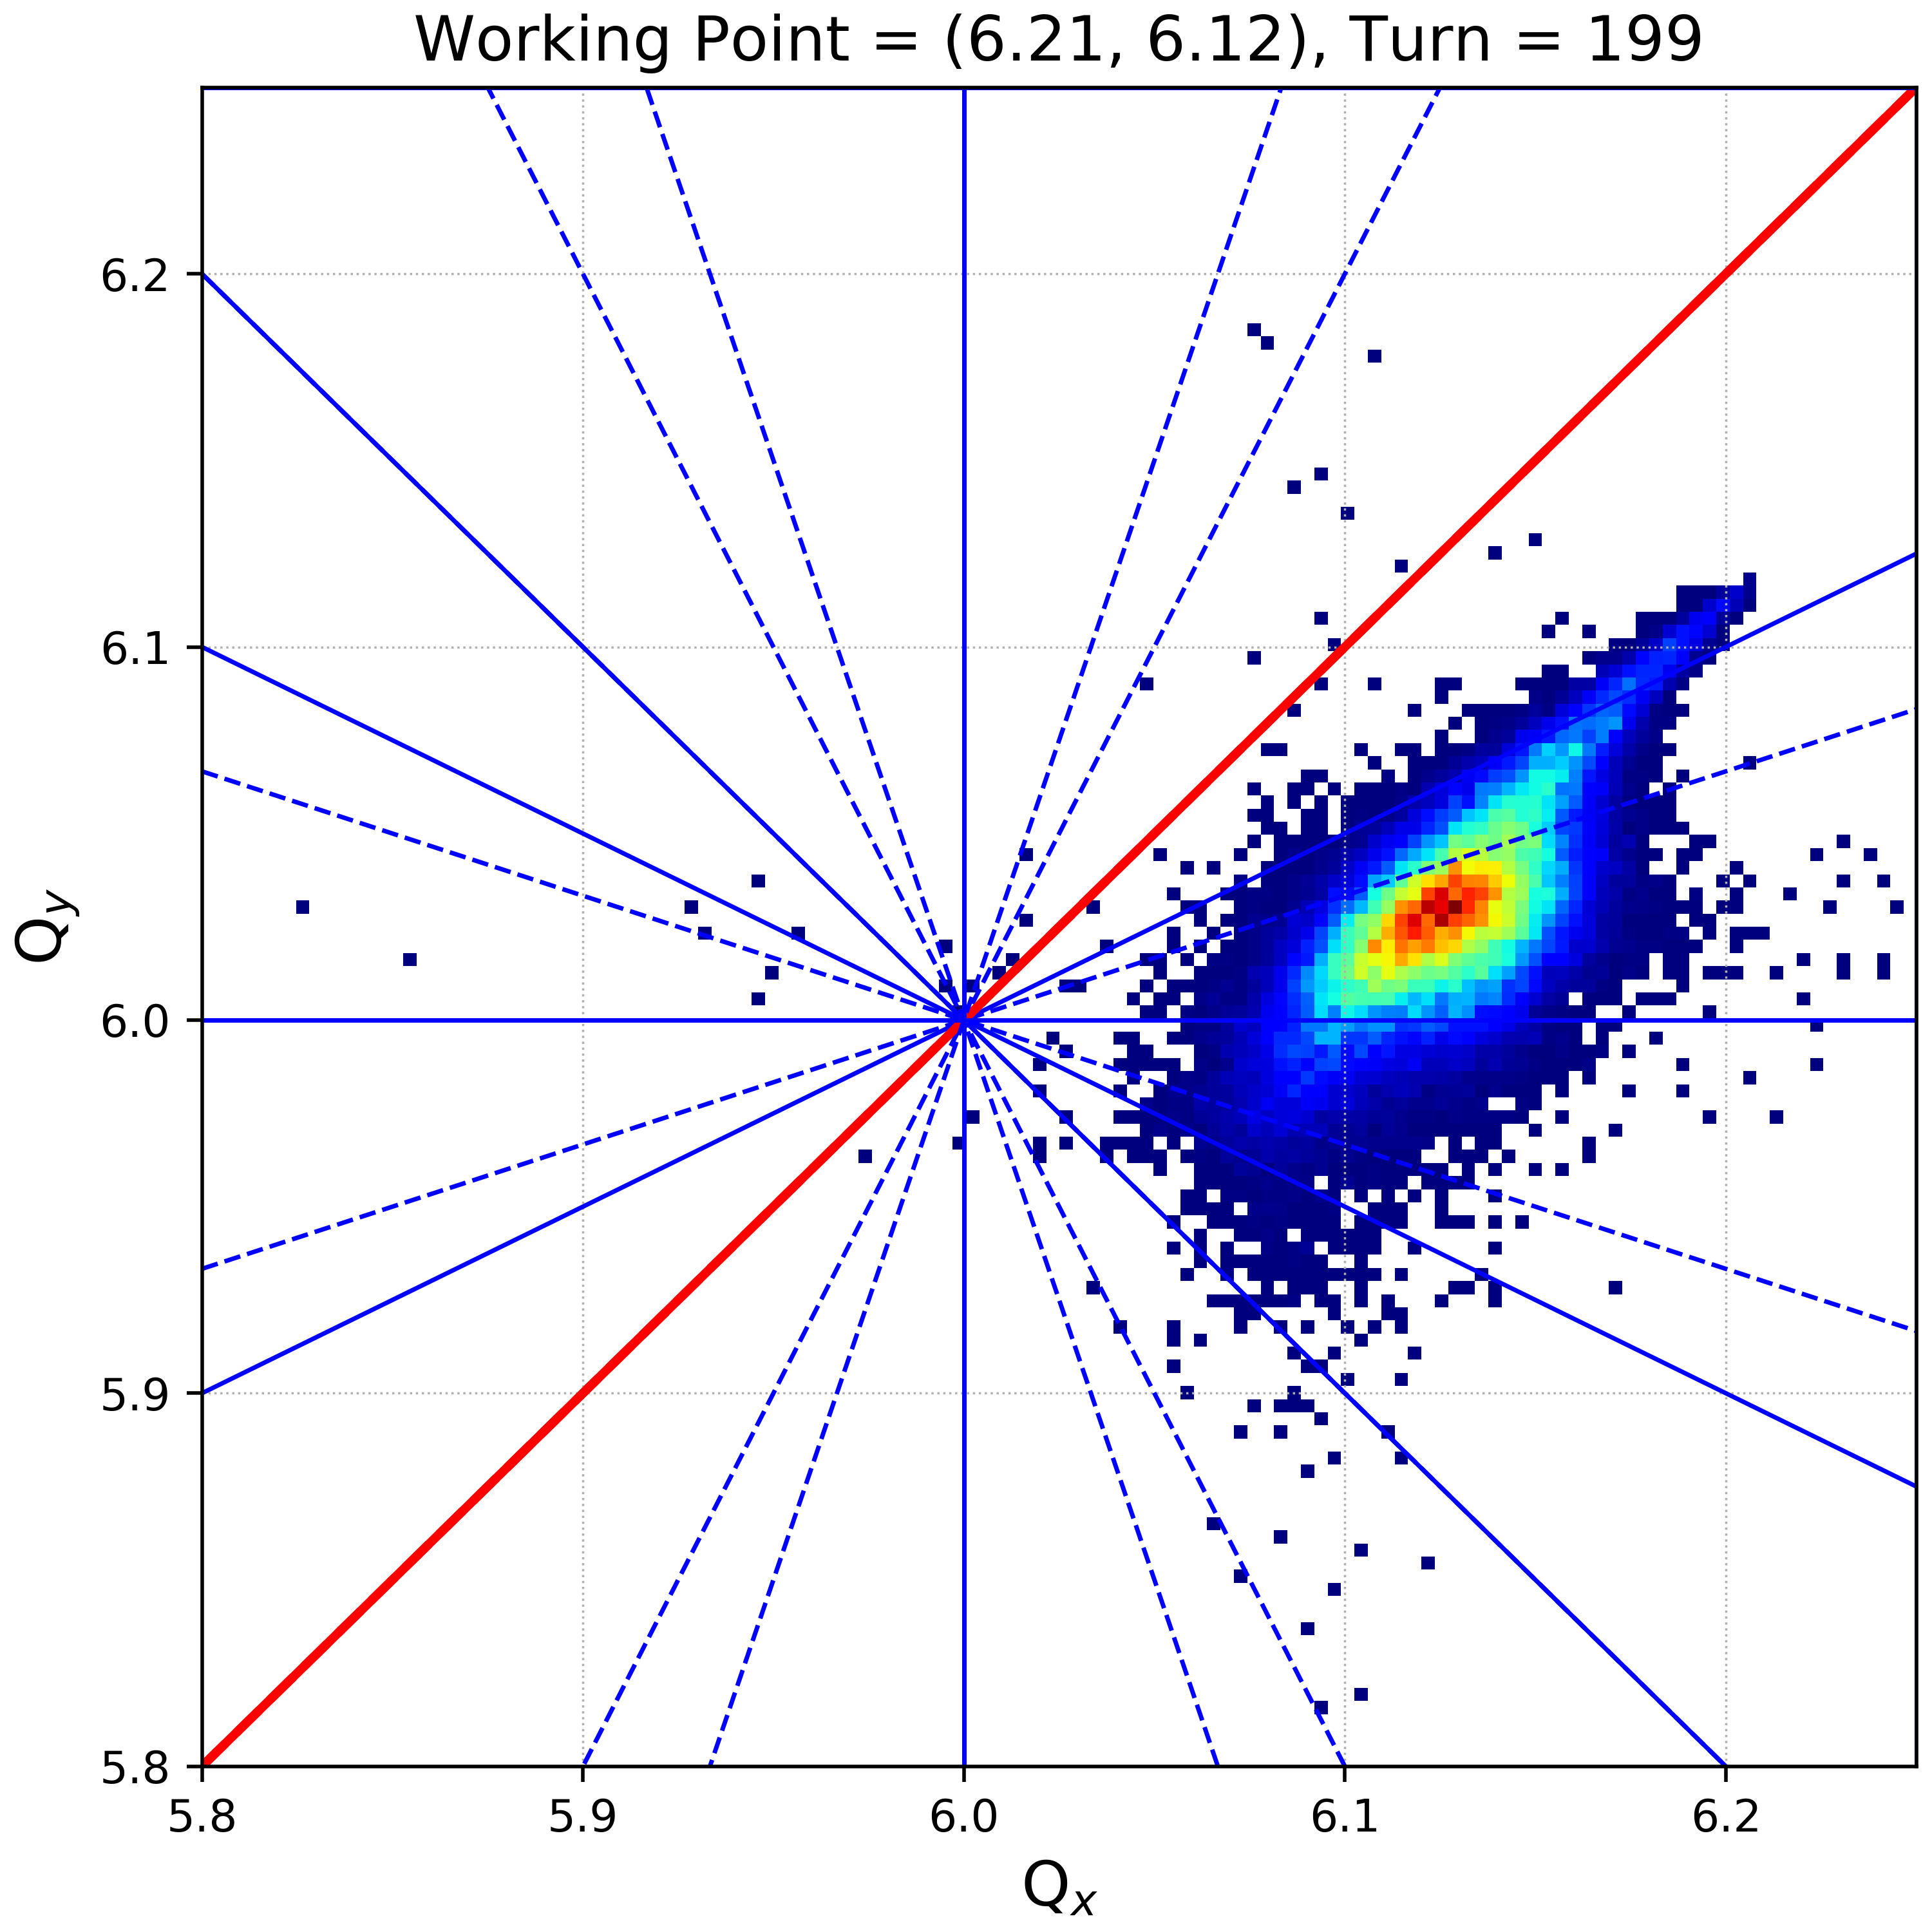 Working Point = (6.21, 6.12), Turn = 199
6.2
6.1
6.0
5.9
5.8
Qy
5.8 5.9 6.0 6.1 6.2
Qx